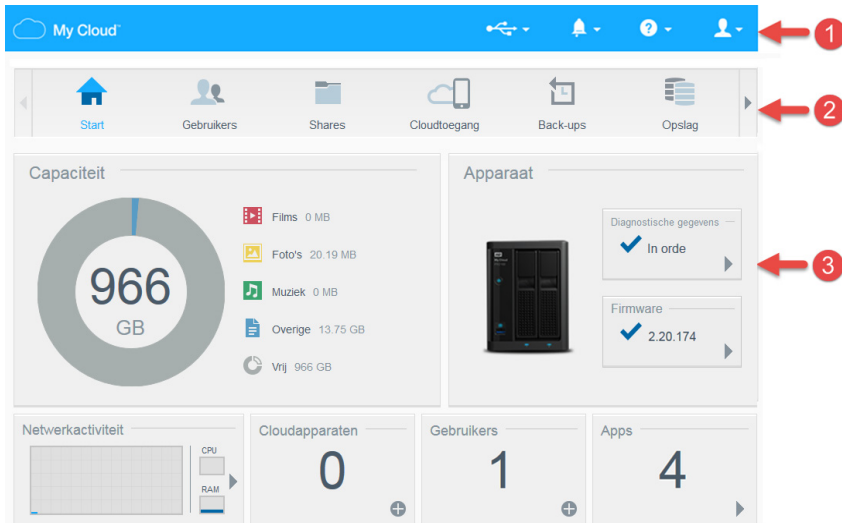 My Cloud™
1
Start
Gebruikers
Shares
Cloudtoegang
Back-ups
Opslag
2
Capaciteit
966
GB
Films 0 MB
Foto's 20.19 MB
Muziek 0 MB
Overige 13.75 GB
Vrij 966 GB
Apparaat
WD
Diagnostische gegevens
In orde
3
Firmware
2.20.174
Netwerkactiviteit
CPU
RAM
Cloudapparaten
0
Gebruikers
1
Apps
4